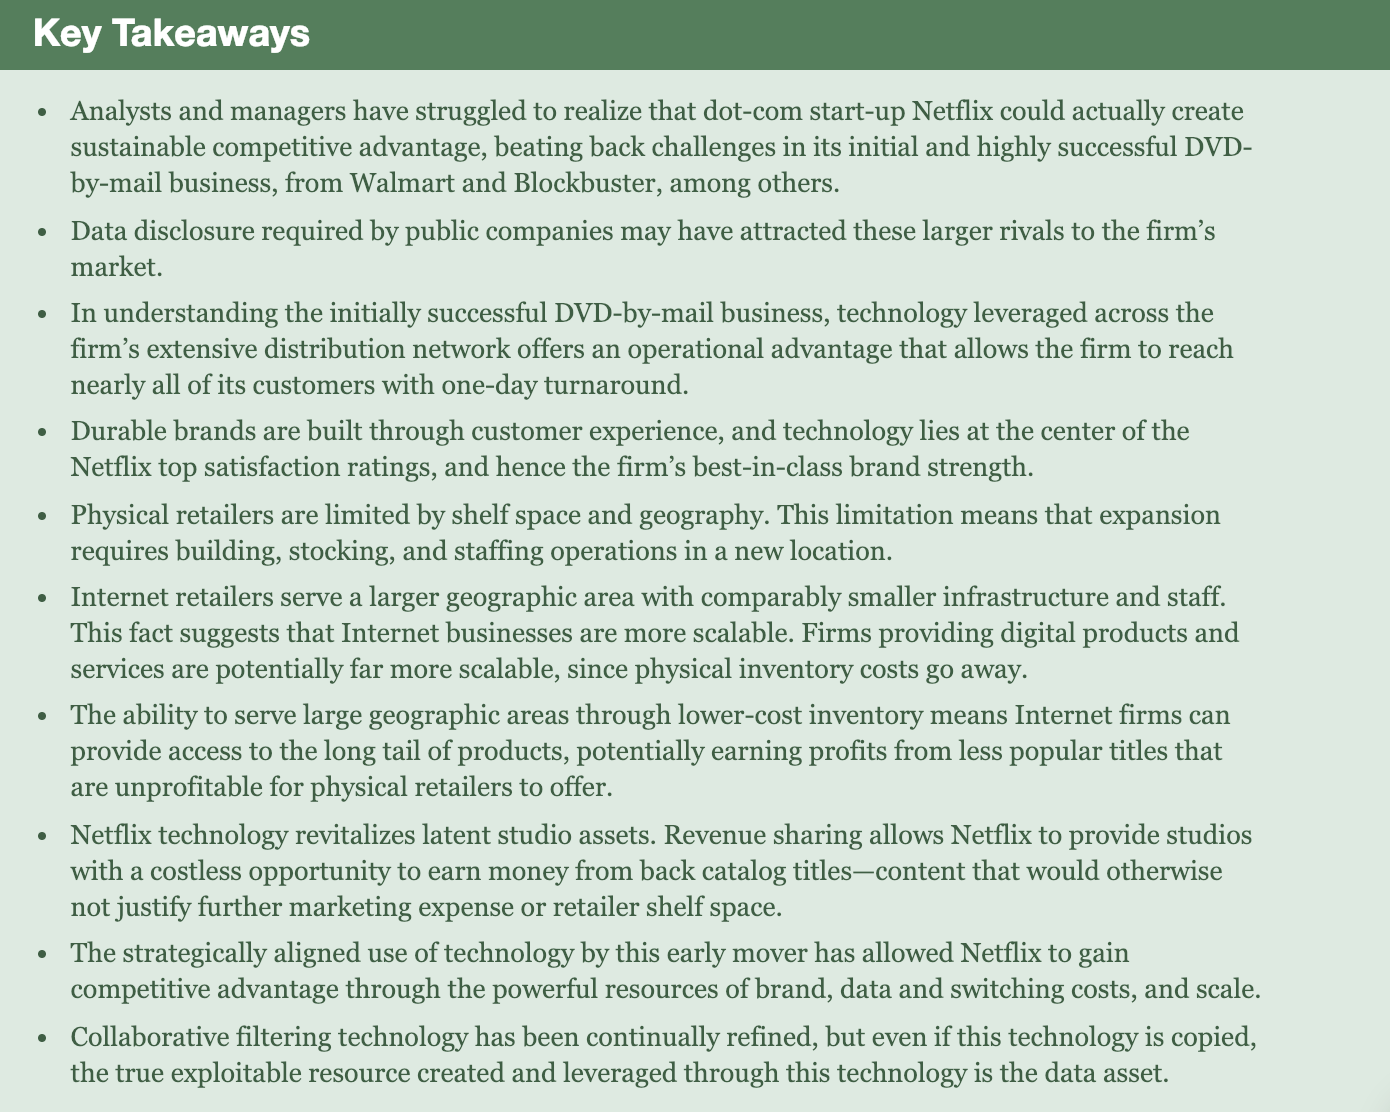 Key Takeaways
• Analysts and managers have struggled to realize that dot-com start-up Netflix could actually create
sustainable competitive advantage, beating back challenges in its initial and highly successful DVD-
by-mail business, from Walmart and Blockbuster, among others.
• Data disclosure required by public companies may have attracted these larger rivals to the firm’s
market.
• In understanding the initially successful DVD-by-mail business, technology leveraged across the
firm’s extensive distribution network offers an operational advantage that allows the firm to reach
nearly all of its customers with one-day turnaround.
• Durable brands are built through customer experience, and technology lies at the center of the
Netflix top satisfaction ratings, and hence the firm’s best-in-class brand strength.
• Physical retailers are limited by shelf space and geography. This limitation means that expansion
requires building, stocking, and staffing operations in a new location.
• Internet retailers serve a larger geographic area with comparably smaller infrastructure and staff.
This fact suggests that Internet businesses are more scalable. Firms providing digital products and
services are potentially far more scalable, since physical inventory costs go away.
• The ability to serve large geographic areas through lower-cost inventory means Internet firms can
provide access to the long tail of products, potentially earning profits from less popular titles that
are unprofitable for physical retailers to offer.
• Netflix technology revitalizes latent studio assets. Revenue sharing allows Netflix to provide studios
with a costless opportunity to earn money from back catalog titles—content that would otherwise
not justify further marketing expense or retailer shelf space.
• The strategically aligned use of technology by this early mover has allowed Netflix to gain
competitive advantage through the powerful resources of brand, data and switching costs, and scale.
• Collaborative filtering technology has been continually refined, but even if this technology is copied,
the true exploitable resource created and leveraged through this technology is the data asset.